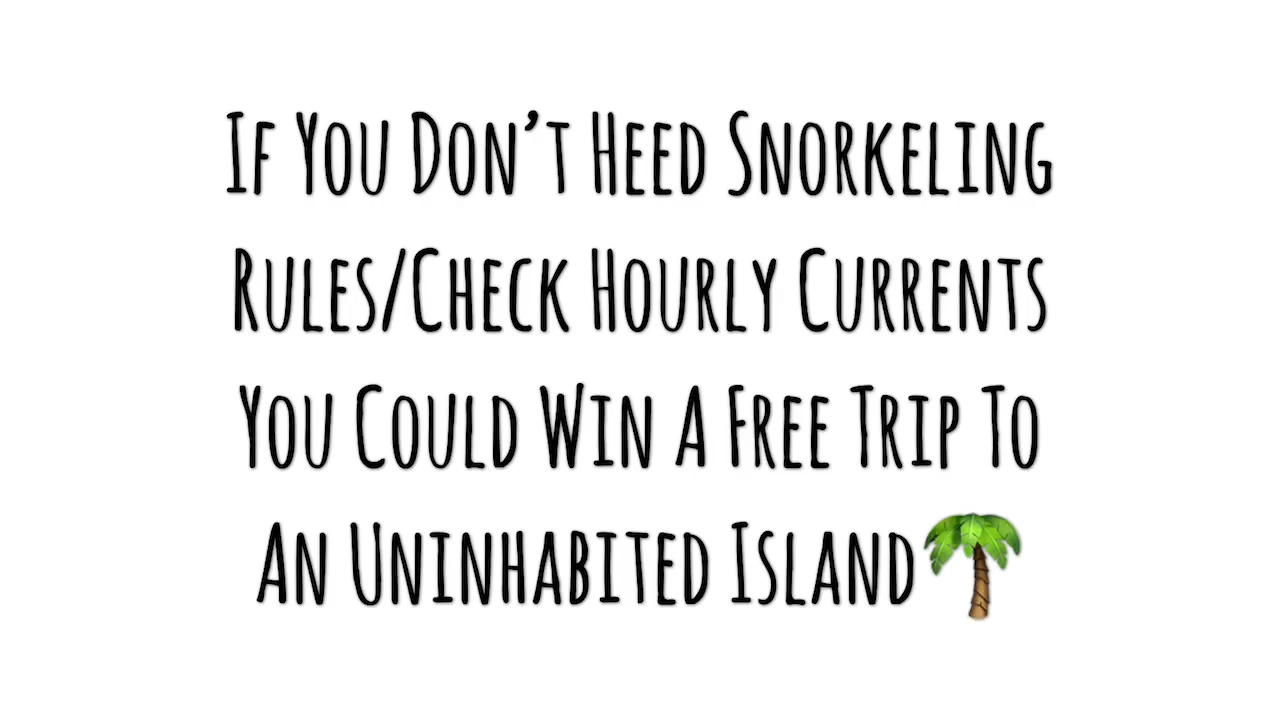 If You Don't Heed Snorkeling
Rules/Check Hourly Currents
You Could Win A Free Trip To
An Uninhabited Island🌴